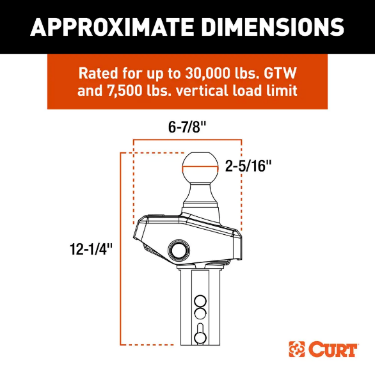 APPROXIMATE DIMENSIONS
Rated for up to 30,000 lbs. GTW
and 7,500 lbs. vertical load limit
6-7/8"
2-5/16"
12-1/4"
CURT